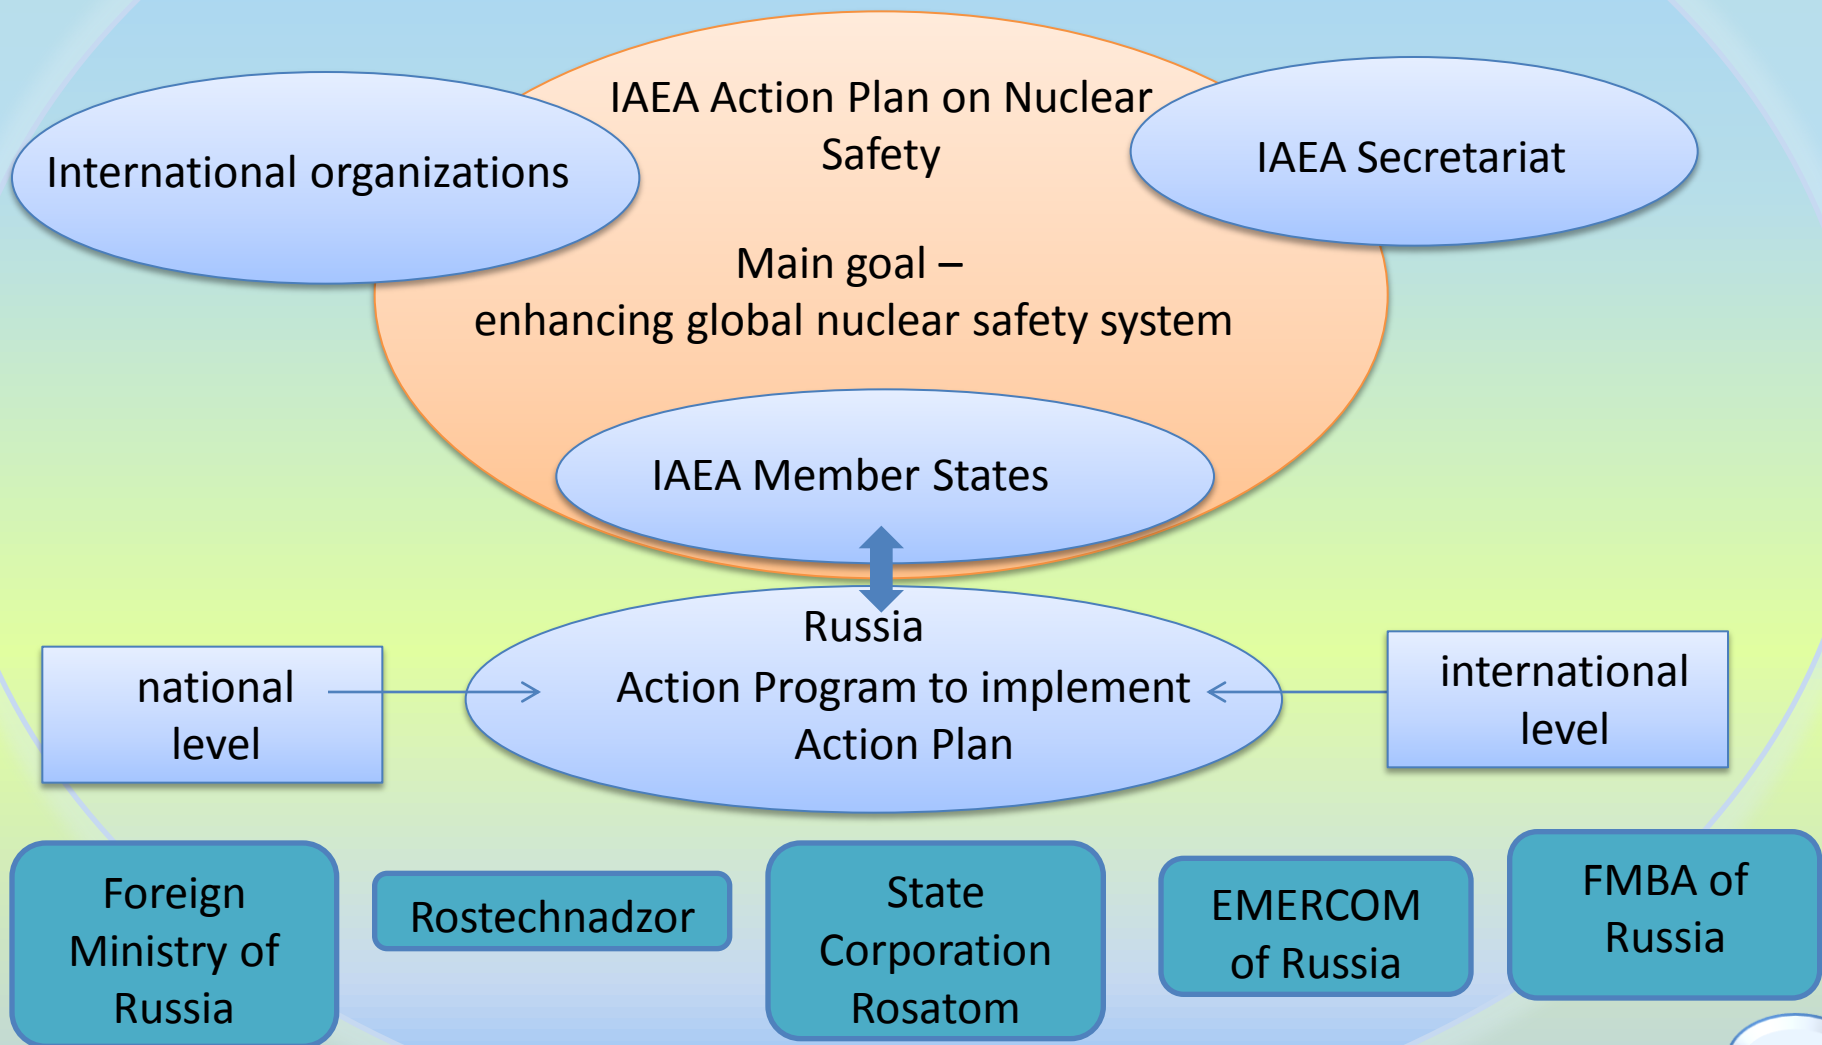 IAEA Action Plan on Nuclear
Safety
International organizations
IAEA Secretariat
Main goal –
enhancing global nuclear safety system
IAEA Member States
Russia
Action Program to implement
Action Plan
national
level
international
level
Foreign
Ministry of
Russia
Rostechnadzor
State
Corporation
Rosatom
EMERCOM
of Russia
FMBA of
Russia